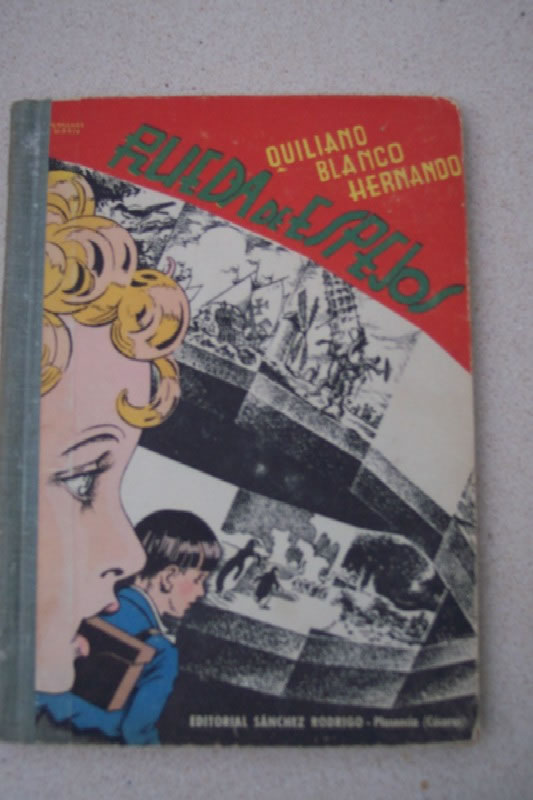 QUILIANO
BLANCO
HERNANDO
RUEDA DE ESPEJOS
EDITORIAL SÁNCHEZ RODRIGO - Plasencia (Cáceres)